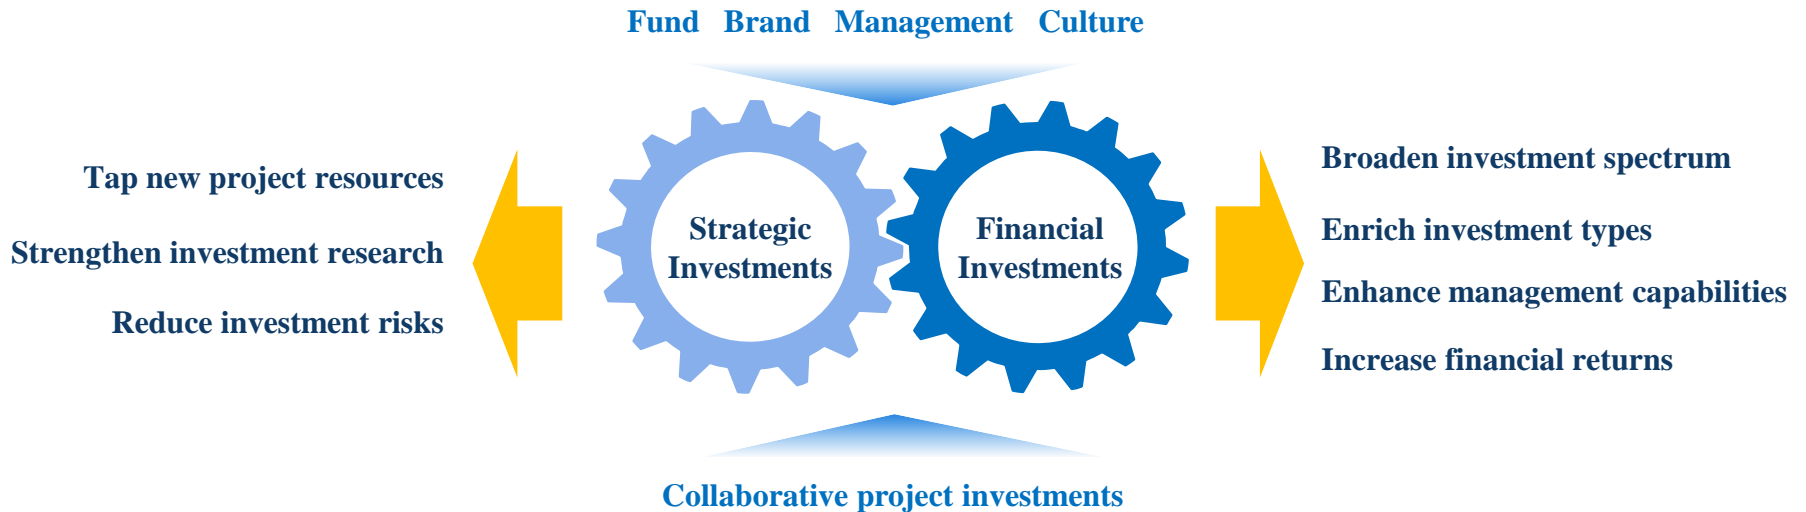 Fund Brand Management Culture
Tap new project resources
Strengthen investment research
Reduce investment risks
Strategic
Investments
Financial
Investments
Broaden investment spectrum
Enrich investment types
Enhance management capabilities
Increase financial returns
Collaborative project investments